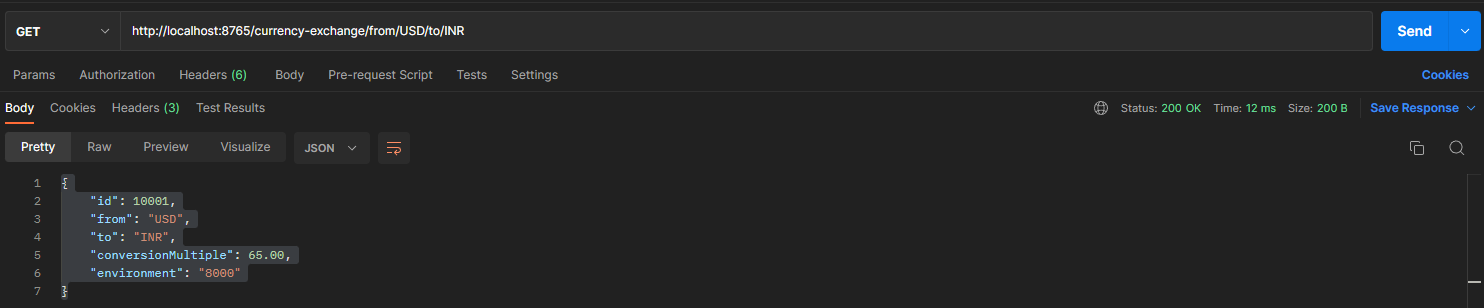 GET http://localhost:8765/currency-exchange/from/USD/to/INR Send
Params Authorization Headers (6) Body Pre-request Script Tests Settings Cookies
Body Cookies Headers (3) Test Results Status: 200 OK Time: 12 ms Size: 200 B Save Response
Pretty Raw Preview Visualize JSON
1 {
2 "id": 10001,
3 "from": "USD",
4 "to": "INR",
5 "conversionMultiple": 65.00,
6 "environment": "8000"
7 }